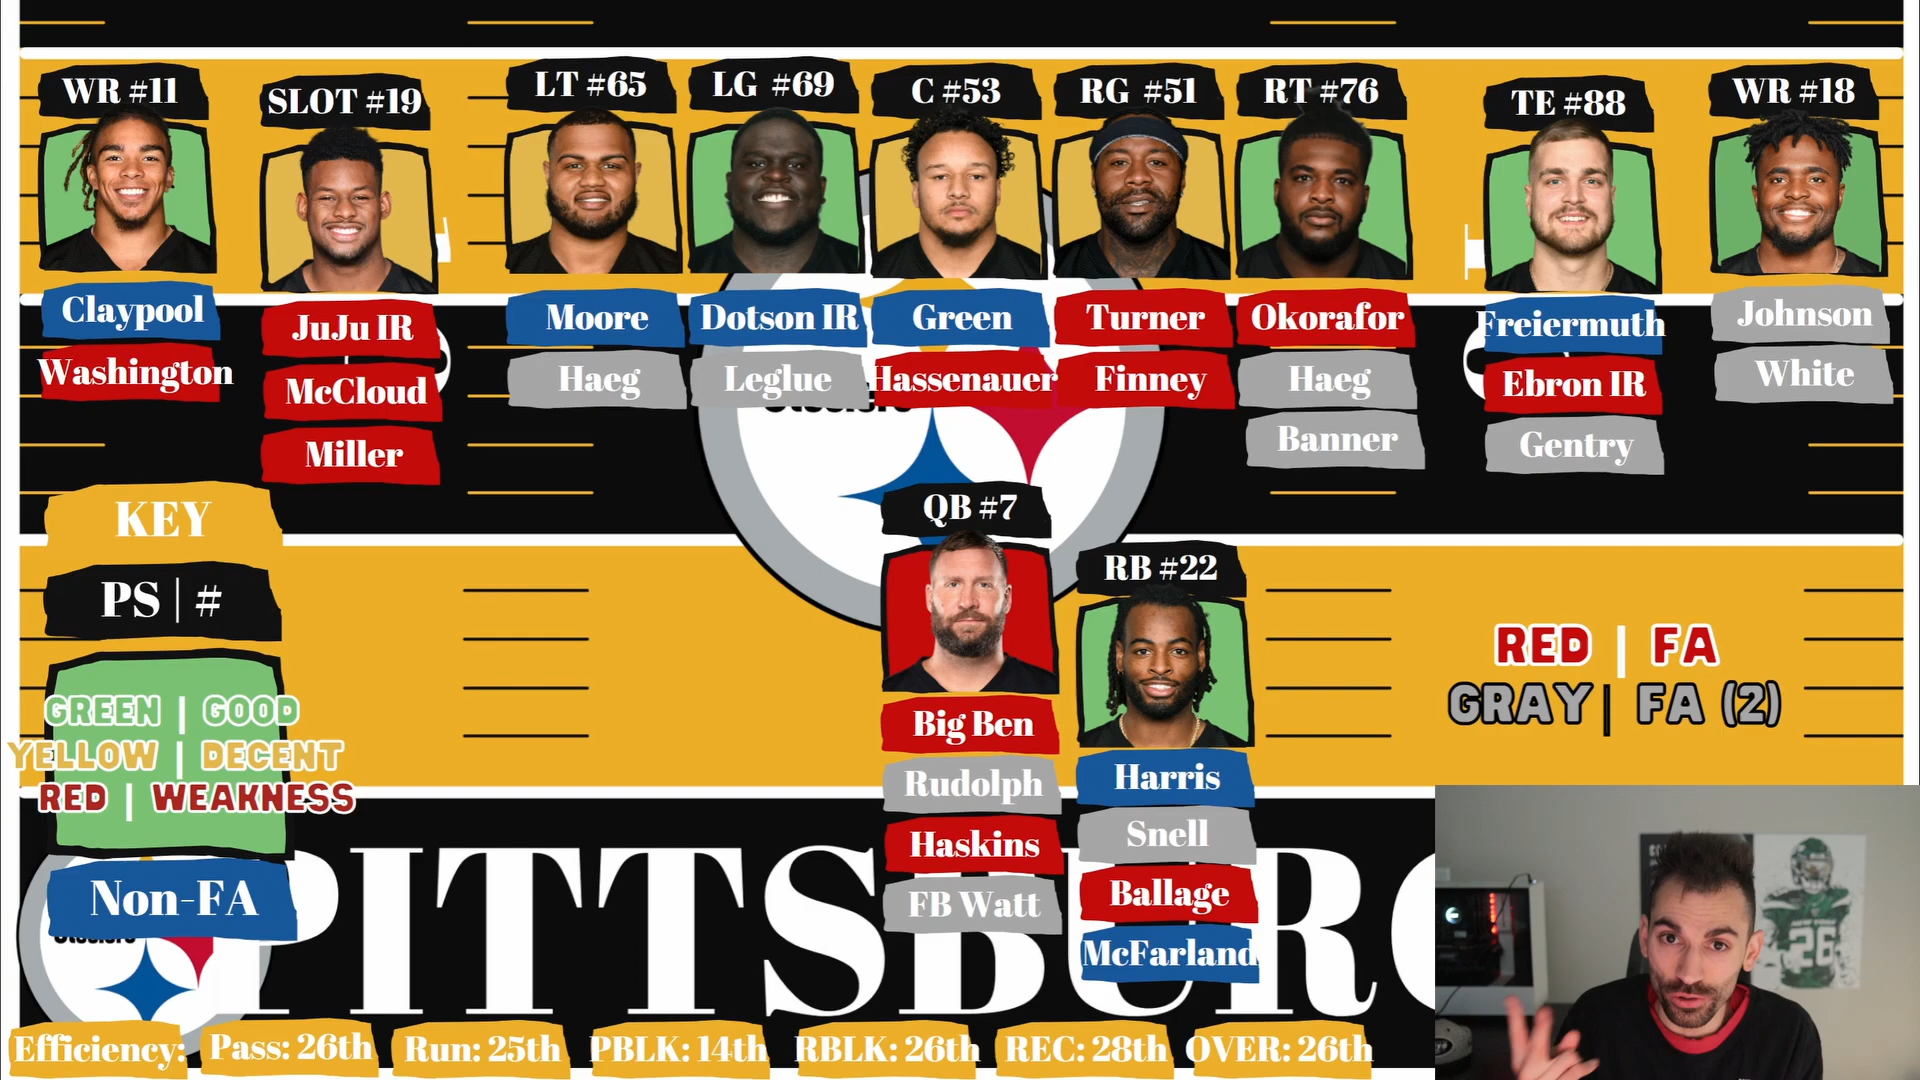 WR #11
SLOT #19
LT #65
LG #69
C #53
RG #51
RT #76
TE #88
WR #18
Claypool
Washington
JuJu IR
McCloud
Miller
Moore
Haeg
Dotson IR
Leglue
Green
Hassenauer
Turner
Finney
Okorafor
Haeg
Banner
Freiermuth
Ebron IR
Gentry
Johnson
White
Steelers
QB #7
Big Ben
Rudolph
Haskins
FB Watt
RB #22
Harris
Snell
Ballage
McFarland
KEY
PS | #
GREEN | GOOD
YELLOW | DECENT
RED | WEAKNESS
Non-FA
Steelers
RED | FA
GRAY | FA (2)
PITTSBURG
26
Efficiency:
Pass: 26th
Run: 25th
PBLK: 14th
RBLK: 26th
REC: 28th
OVER: 26th